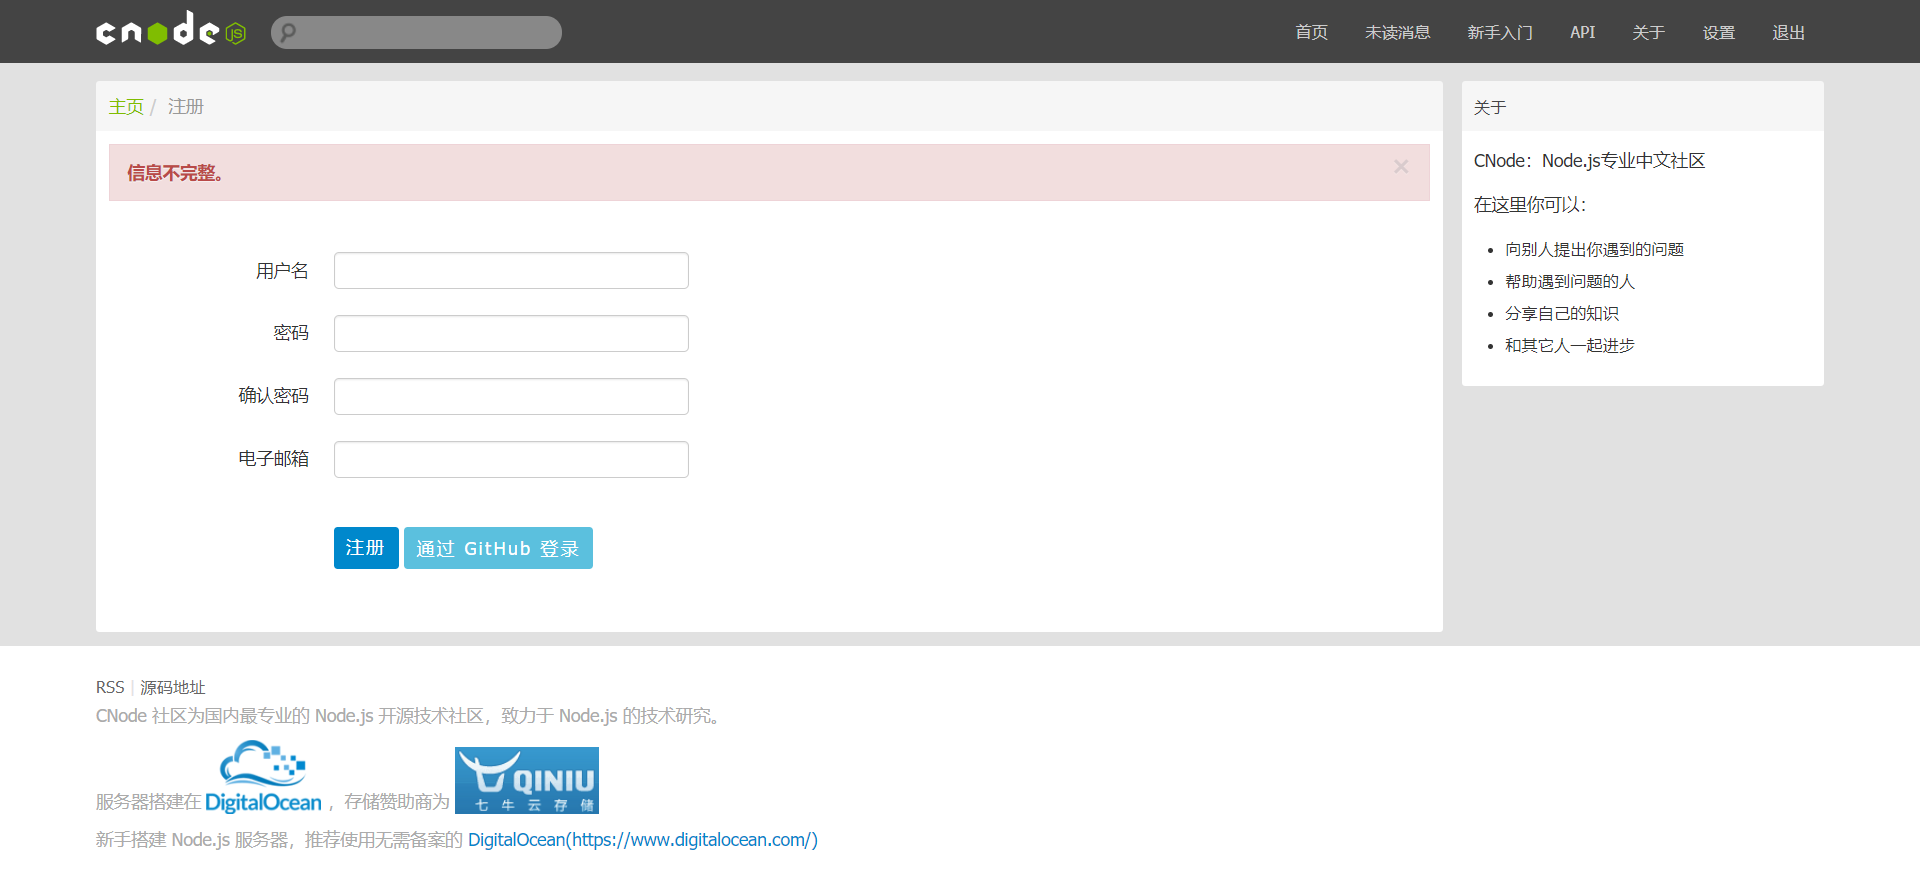 cnode JS
首页 未读消息 新手入门 API 关于 设置 退出
主页 / 注册
信息不完整。 ×
用户名
密码
确认密码
电子邮箱
注册 通过 GitHub 登录
关于
CNode：Node.js专业中文社区
在这里你可以：
向别人提出你遇到的问题
帮助遇到问题的人
分享自己的知识
和其它人一起进步
RSS | 源码地址
CNode 社区为国内最专业的 Node.js 开源技术社区，致力于 Node.js 的技术研究。
服务器搭建在 DigitalOcean ，存储赞助商为 QINIU 七牛云存储
新手搭建 Node.js 服务器，推荐使用无需备案的 DigitalOcean(https://www.digitalocean.com/)